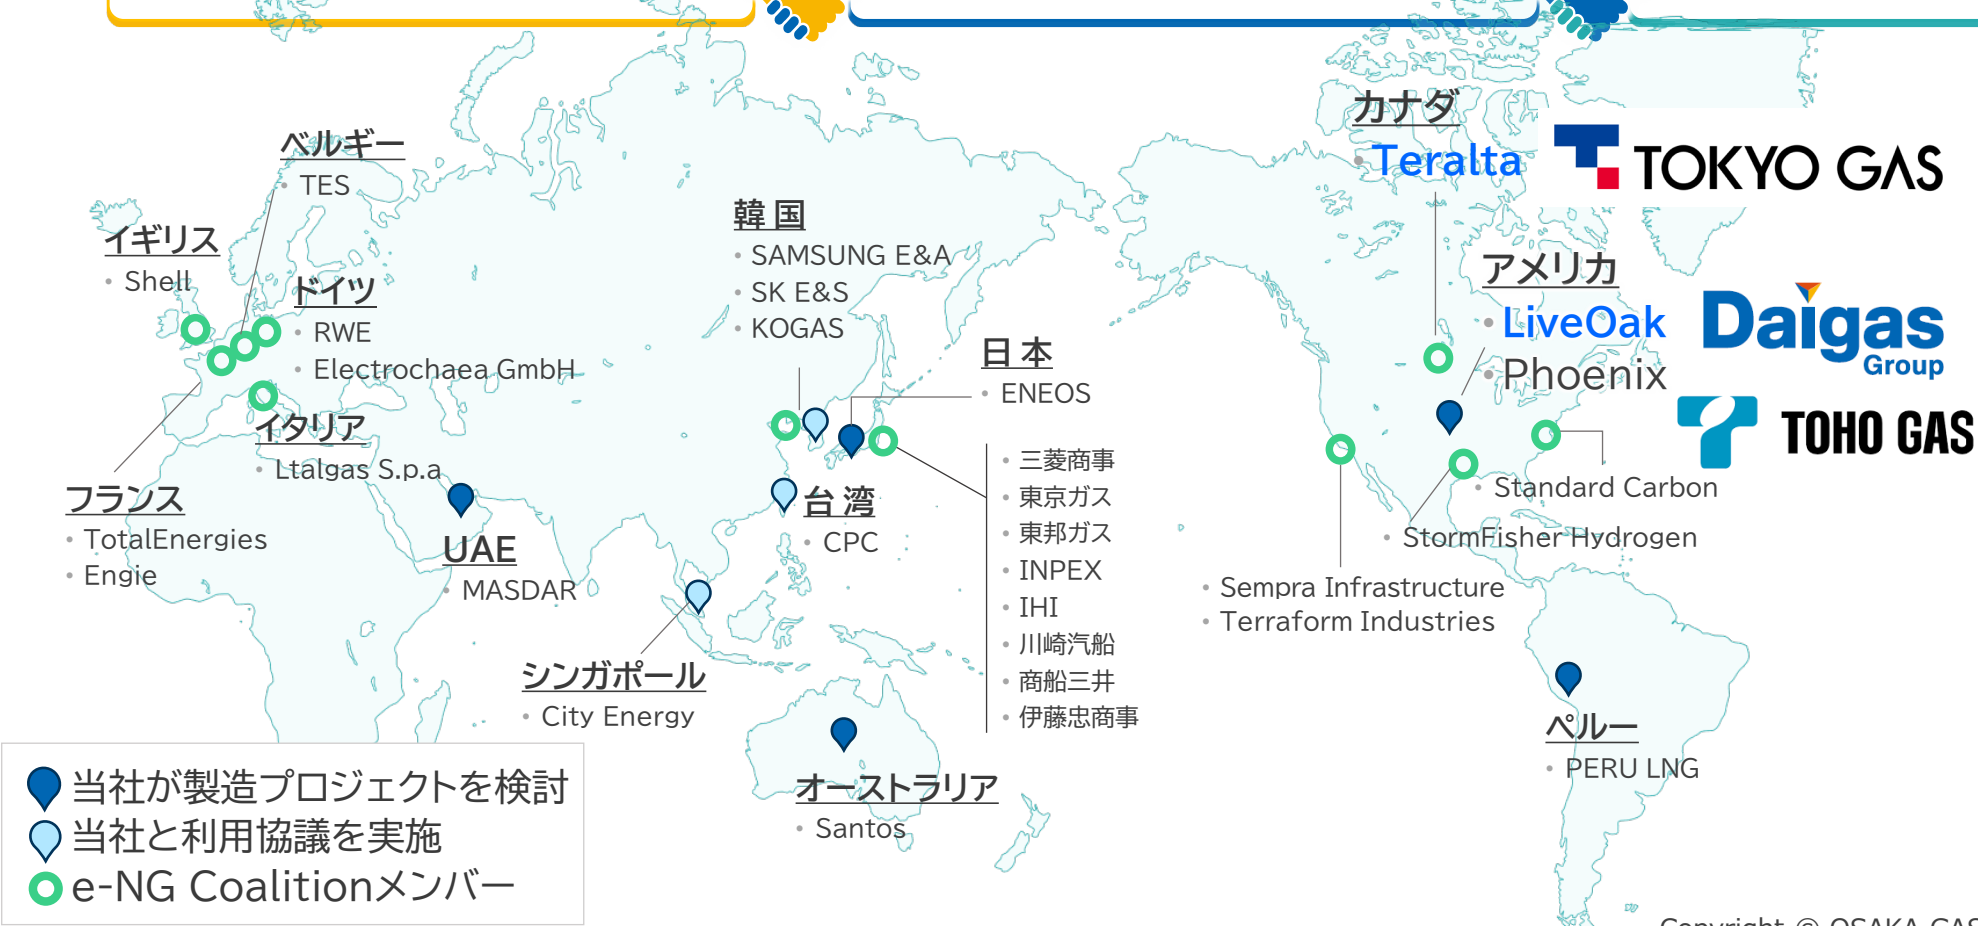 ベルギー
• TES
イギリス
• Shell
ドイツ
• RWE
• Electrochaea GmbH
イタリア
• Ltalgas S.p.a
フランス
• TotalEnergies
• Engie
UAE
• MASDAR
韓国
• SAMSUNG E&A
• SK E&S
• KOGAS
日本
• ENEOS
• 三菱商事
• 東京ガス
• 東邦ガス
• INPEX
• IHI
• 川崎汽船
• 商船三井
• 伊藤忠商事
台湾
• CPC
シンガポール
• City Energy
オーストラリア
• Santos
カナダ
• Teralta
TOKYO GAS
アメリカ
• LiveOak
• Phoenix
Daigas
Group
TOHO GAS
• Standard Carbon
• StormFisher Hydrogen
• Sempra Infrastructure
• Terraform Industries
ペルー
• PERU LNG
当社が製造プロジェクトを検討
当社と利用協議を実施
e-NG Coalitionメンバー
Copyright © OSAKA GAS